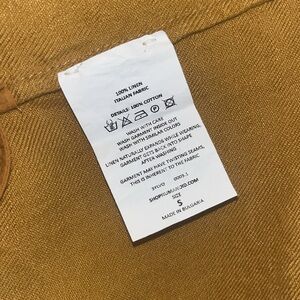 100% LINEN
ITALIAN FABRIC
DETAILS: 100% COTTON
WASH WITH CARE
WASH GARMENT INSIDE OUT
WASH WITH SIMILAR COLORS
LINEN NATURALLY EXPANDS WHILE WEARING,
GARMENT GETS BACK INTO SHAPE
AFTER WASHING
GARMENT MAY HAVE TWISTING SEAMS,
THIS IS INHERENT TO THE FABRIC
SIZE
S
MADE IN BULGARIA